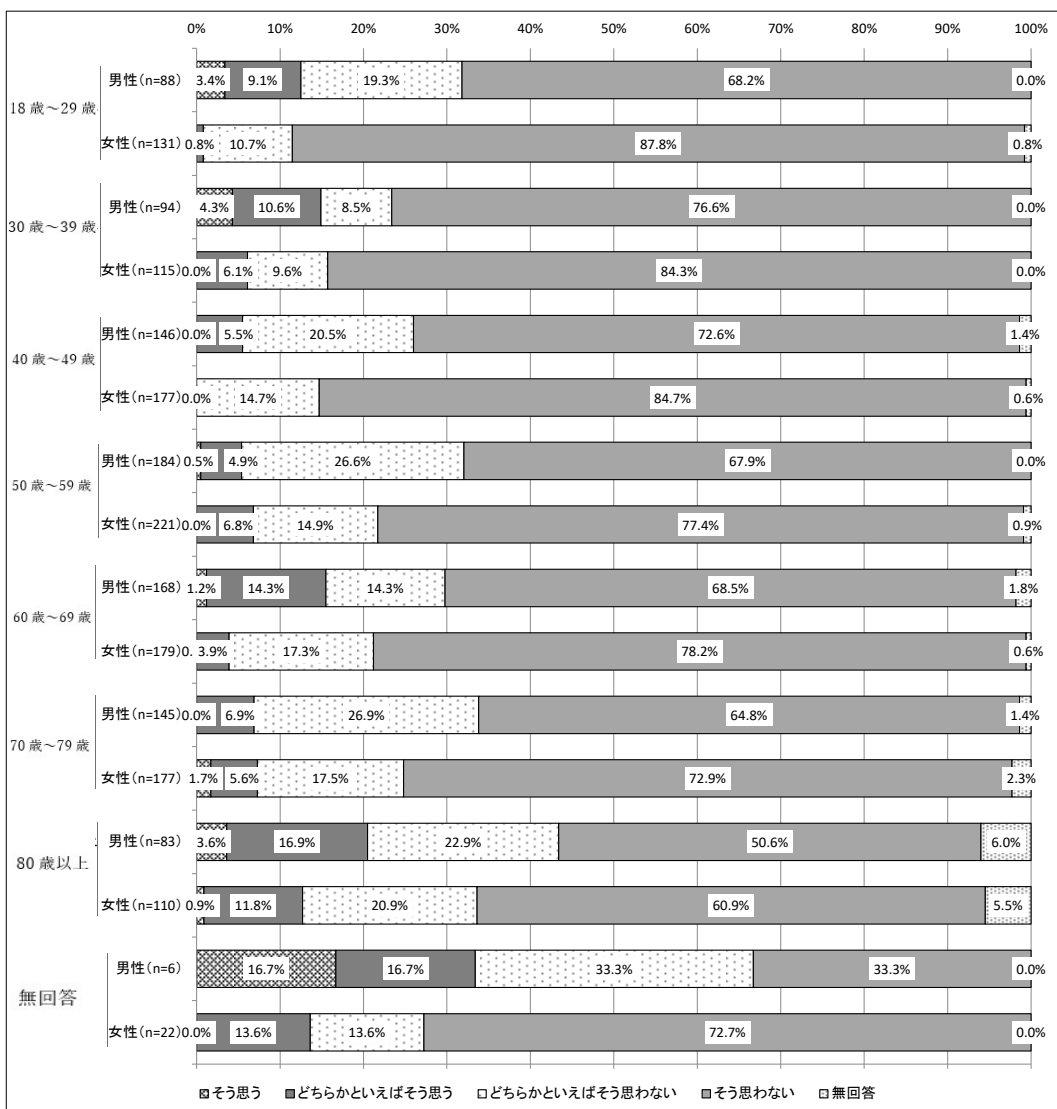 0% 10% 20% 30% 40% 50% 60% 70% 80% 90% 100%
18歳～29歳
男性(n=88) 3.4% 9.1% 19.3% 68.2% 0.0%
女性(n=131) 0.8% 10.7% 87.8% 0.8%
30歳～39歳
男性(n=94) 4.3% 10.6% 8.5% 76.6% 0.0%
女性(n=115) 0.0% 6.1% 9.6% 84.3% 0.0%
40歳～49歳
男性(n=146) 0.0% 5.5% 20.5% 72.6% 1.4%
女性(n=177) 0.0% 14.7% 84.7% 0.6%
50歳～59歳
男性(n=184) 0.5% 4.9% 26.6% 67.9% 0.0%
女性(n=221) 0.0% 6.8% 14.9% 77.4% 0.9%
60歳～69歳
男性(n=168) 1.2% 14.3% 14.3% 68.5% 1.8%
女性(n=179) 0. 3.9% 17.3% 78.2% 0.6%
70歳～79歳
男性(n=145) 0.0% 6.9% 26.9% 64.8% 1.4%
女性(n=177) 1.7% 5.6% 17.5% 72.9% 2.3%
80歳以上
男性(n=83) 3.6% 16.9% 22.9% 50.6% 6.0%
女性(n=110) 0.9% 11.8% 20.9% 60.9% 5.5%
無回答
男性(n=6) 16.7% 16.7% 33.3% 33.3% 0.0%
女性(n=22) 0.0% 13.6% 13.6% 72.7% 0.0%
そう思う どちらかといえばそう思う どちらかといえばそう思わない そう思わない 無回答